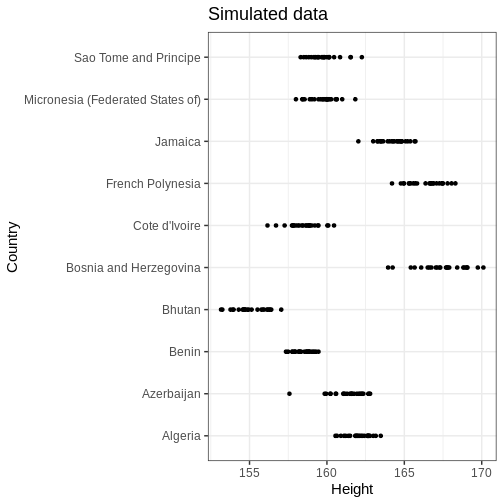 Simulated data
Sao Tome and Principe
Micronesia (Federated States of)
Jamaica
French Polynesia
Cote d'Ivoire
Bosnia and Herzegovina
Bhutan
Benin
Azerbaijan
Algeria
Country
155 160 165 170
Height